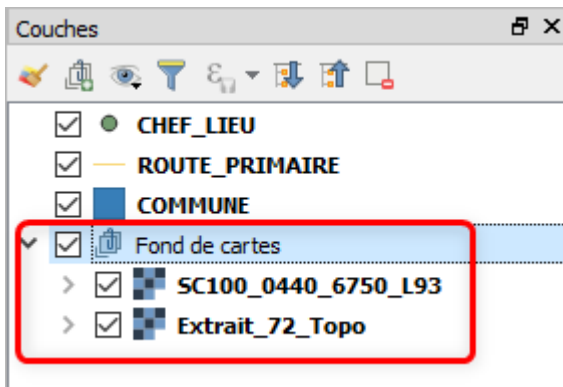 Couches
CHEF_LIEU
ROUTE_PRIMAIRE
COMMUNE
Fond de cartes
SC100_0440_6750_L93
Extrait_72_Topo